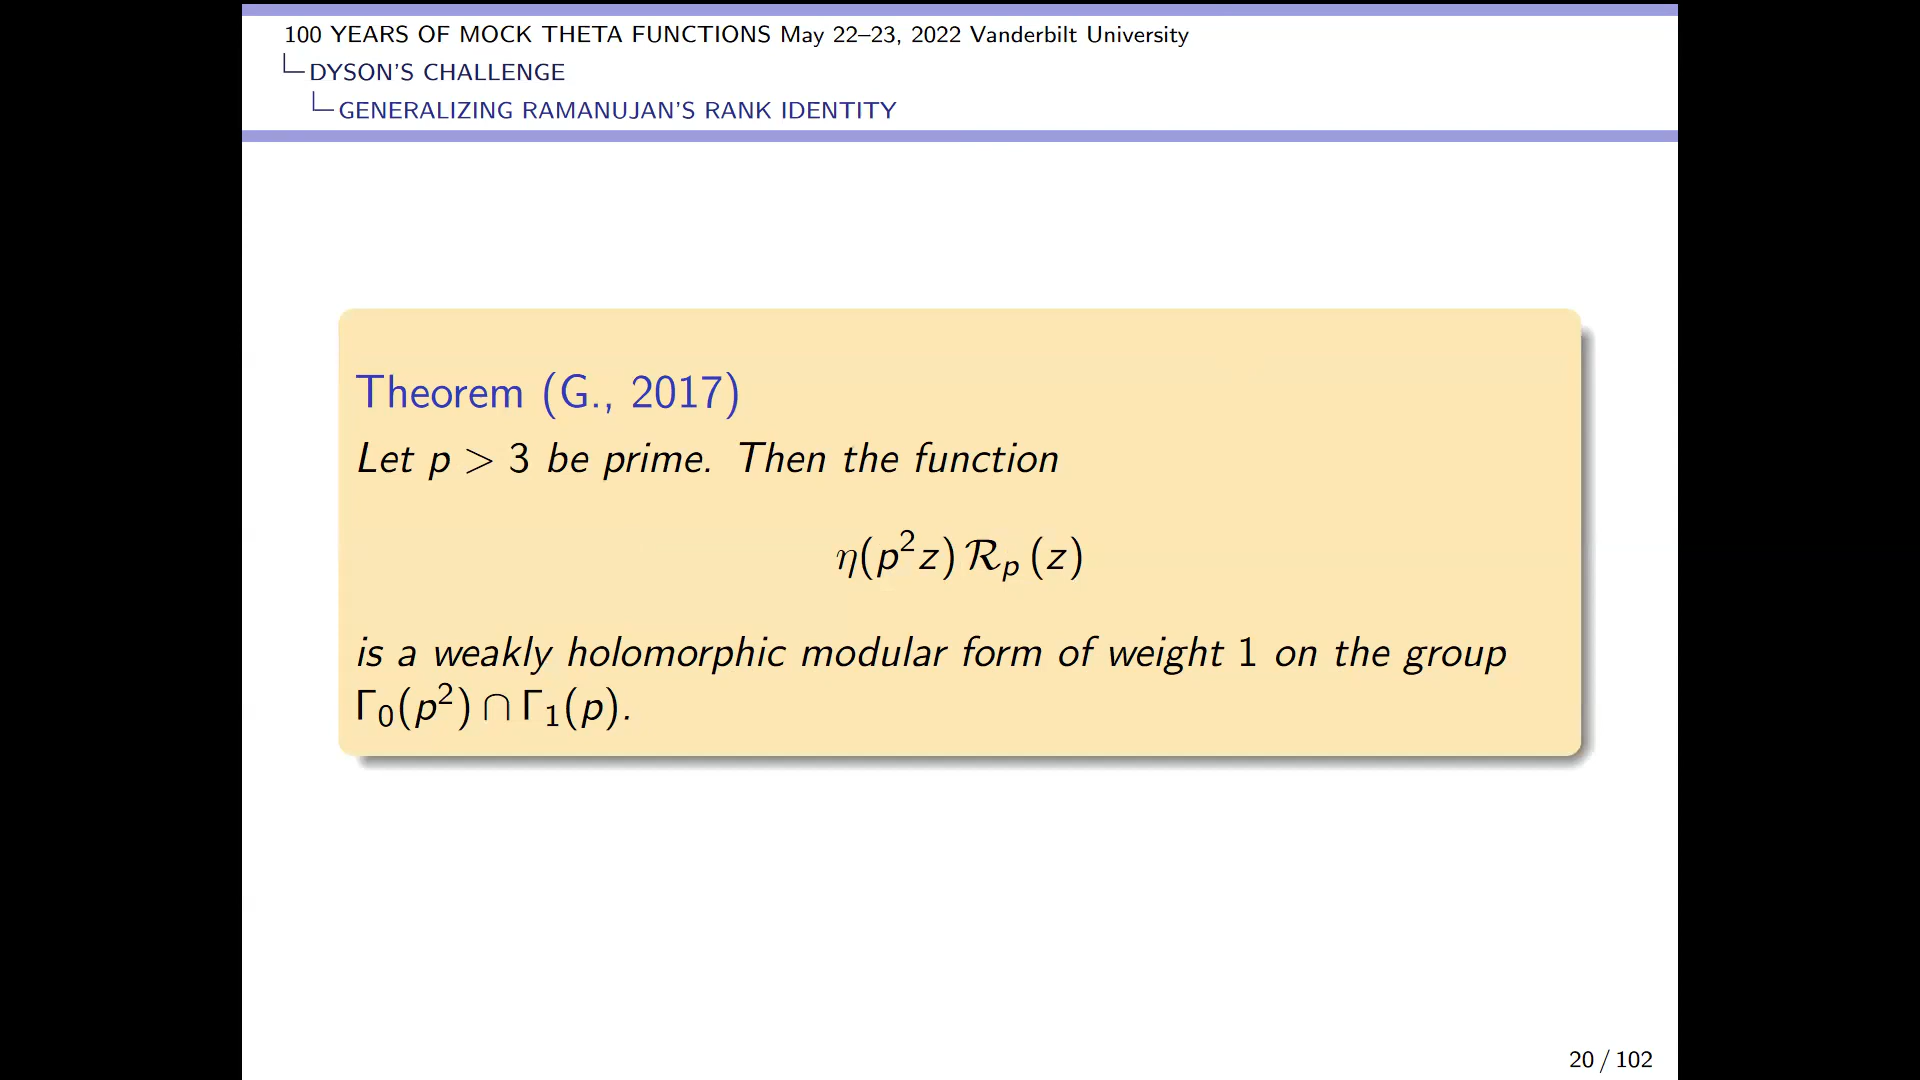 100 YEARS OF MOCK THETA FUNCTIONS May 22–23, 2022 Vanderbilt University
DYSON'S CHALLENGE
GENERALIZING RAMANUJAN'S RANK IDENTITY
Theorem (G., 2017)
Let p > 3 be prime. Then the function
η(p²z) ℛₚ (z)
is a weakly holomorphic modular form of weight 1 on the group
Γ₀(p²) ∩ Γ₁(p).
20 / 102